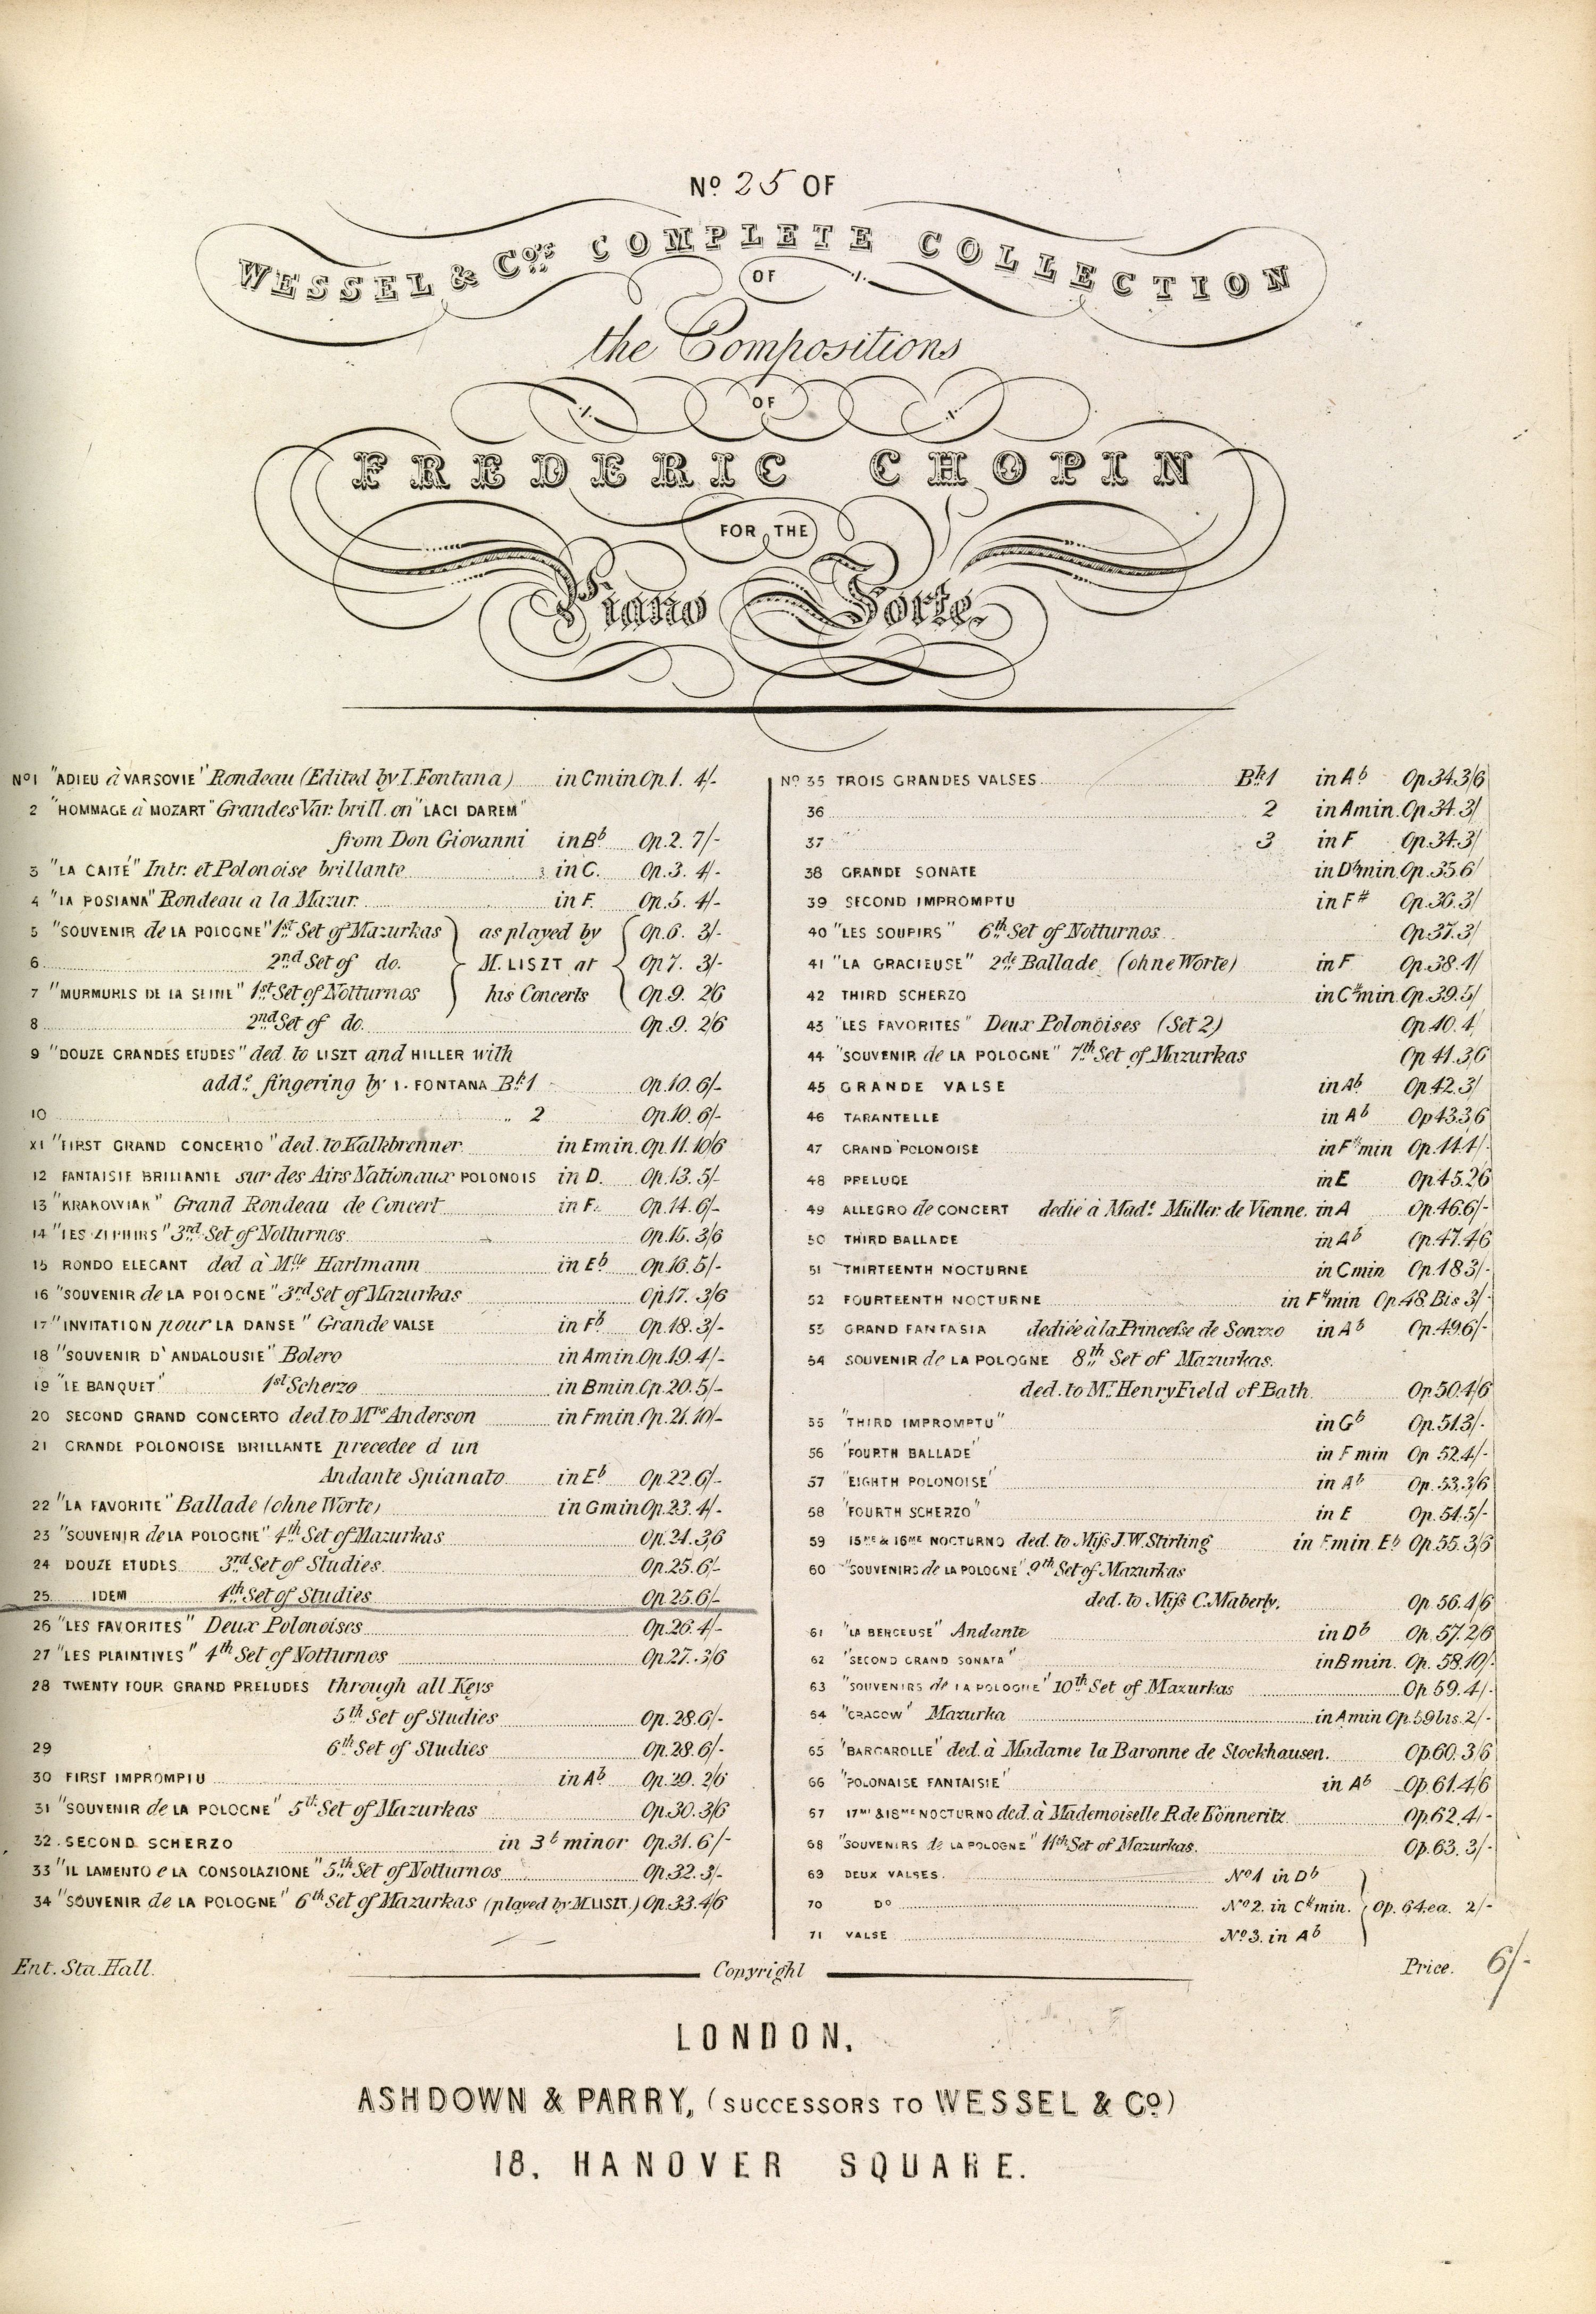 Nº 25 OF
WESSEL & Cº'S COMPLETE COLLECTION
OF
the Compositions
OF
FREDERIC CHOPIN
FOR THE
Piano Forte.
Nº1 "ADIEU à VARSOVIE" Rondeau (Edited by I. Fontana) in C min Op.1. 4/-
2 "HOMMAGE à MOZART" Grandes Var. brill. on "LACI DAREM"
from Don Giovanni in Bb Op.2. 7/-
3 "LA CAITÉ" Intr. et Polonoise brillante in C. Op.3. 4/-
4 "LA POSIANA" Rondeau a la Mazur. in F. Op.5. 4/-
5 "SOUVENIR de LA POLOGNE" 1st Set of Mazurkas as played by Op.6. 3/-
6 2nd Set of do. M. LISZT at Op.7. 3/-
7 "MURMURLS DE LA SEINE" 1st Set of Notturnos his Concerts Op.9. 2/6
8 2nd Set of do. Op.9. 2/6
9 "DOUZE GRANDES ETUDES" ded. to LISZT and HILLER with
add.e fingering by I. FONTANA Bk.1 Op.10. 6/-
10 .. 2 Op.10. 6/-
XI "FIRST GRAND CONCERTO" ded. to Kalkbrenner in E min. Op.11. 10/6
12 FANTAISIE BRILLANTE sur des Airs Nationaux POLONOIS in D. Op.13. 5/-
13 "KRAKOWIAK" Grand Rondeau de Concert in F. Op.14. 6/-
14 "LES ZEPHIRS" 3rd Set of Notturnos Op.15. 3/6
15 RONDO ELEGANT ded à Mlle Hartmann in Eb Op.16. 5/-
16 "SOUVENIR de LA POLOGNE" 3rd Set of Mazurkas Op.17. 3/6
17 "INVITATION pour LA DANSE" Grande VALSE in Eb Op.18. 3/-
18 "SOUVENIR D'ANDALOUSIE" Bolero in A min. Op.19. 4/-
19 "LE BANQUET" 1st Scherzo in B min. Op.20. 5/-
20 SECOND GRAND CONCERTO ded. to Mrs Anderson in F min. Op.21. 10/-
21 GRANDE POLONOISE BRILLANTE precedee d un
Andante Spianato in Eb Op.22. 6/-
22 "LA FAVORITE" Ballade (ohne Worte) in G min Op.23. 4/-
23 "SOUVENIR de LA POLOGNE" 4th Set of Mazurkas Op.24. 3/6
24 DOUZE ETUDES 3rd Set of Studies Op.25. 6/-
25 IDEM 4th Set of Studies Op.25. 6/-
26 "LES FAVORITES" Deux Polonoises Op.26. 4/-
27 "LES PLAINTIVES" 4th Set of Notturnos Op.27. 3/6
28 TWENTY FOUR GRAND PRELUDES through all Keys
5th Set of Studies Op.28. 6/-
29 6th Set of Studies Op.28. 6/-
30 FIRST IMPROMPTU in Ab Op.29. 2/6
31 "SOUVENIR de LA POLOGNE" 5th Set of Mazurkas Op.30. 3/6
32. SECOND SCHERZO in Bb minor Op.31. 6/-
33 "IL LAMENTO e LA CONSOLAZIONE" 5th Set of Notturnos Op.32. 3/-
34 "SOUVENIR de LA POLOGNE" 6th Set of Mazurkas (played by M. LISZT.) Op.33. 4/6
Nº 35 TROIS GRANDES VALSES Bk.1 in Ab Op.34. 3/6
36 2 in A min. Op.34. 3/
37 3 in F Op.34. 3/
38 GRANDE SONATE in Db min. Op.35. 6/
39 SECOND IMPROMPTU in F# Op.36. 3/
40 "LES SOUPIRS" 6th Set of Notturnos Op.37. 3/
41 "LA GRACIEUSE" 2de Ballade (ohne Worte) in F Op.38. 4/
42 THIRD SCHERZO in C# min. Op.39. 5/
43 "LES FAVORITES" Deux Polonoises (Set 2) Op.40. 4/
44 "SOUVENIR de LA POLOGNE" 7th Set of Mazurkas Op 41. 3/6
45 GRANDE VALSE in Ab Op.42. 3/
46 TARANTELLE in Ab Op.43. 3/6
47 GRAND POLONOISE in F# min Op.44. 4/-
48 PRELUDE in E Op.45. 2/6
49 ALLEGRO de CONCERT dedie à Made. Müller de Vienne. in A Op.46. 6/-
50 THIRD BALLADE in Ab Op.47. 4/6
51 THIRTEENTH NOCTURNE in C min Op.48 3/-
52 FOURTEENTH NOCTURNE in F# min Op.48. Bis 3/-
53 GRAND FANTASIA dediée à la Princesse de Sonzzo in Ab Op.49 6/-
54 SOUVENIR de LA POLOGNE 8th Set of Mazurkas.
ded. to Mr. Henry Field of Bath. Op.50. 4/6
55 "THIRD IMPROMPTU" in Gb Op.51. 3/-
56 "FOURTH BALLADE" in F min Op 52. 4/-
57 "EIGHTH POLONOISE" in Ab Op. 53. 3/6
58 "FOURTH SCHERZO" in E Op. 54. 5/-
59 15ME & 16ME NOCTURNO ded. to Miss J.W. Stirling in F min. Eb Op.55. 3/6
60 "SOUVENIRS de LA POLOGNE" 9th Set of Mazurkas
ded. to Miss C. Maberly. Op. 56. 4/6
61 "LA BERCEUSE" Andante in Db Op. 57. 2/6
62 "SECOND GRAND SONATA" in B min. Op. 58. 10/-
63 "SOUVENIRS de LA POLOGNE" 10th Set of Mazurkas Op 59. 4/-
64 "CRACOW" Mazurka in A min Op. 59 bis. 2/-
65 "BARCAROLLE" ded. à Madame la Baronne de Stockhausen. Op.60. 3/6
66 "POLONAISE FANTAISIE" in Ab Op. 61. 4/6
67 17ME & 18ME NOCTURNO ded. à Mademoiselle R. de Könneritz Op.62. 4/-
68 "SOUVENIRS de LA POLOGNE" 11th Set of Mazurkas. Op.63. 3/-
69 DEUX VALSES. Nº1 in Db
70 Dº Nº2. in C# min. Op. 64. ea. 2/-
71 VALSE Nº3. in Ab
Ent. Sta. Hall.
Copyright
Price. 6/-
LONDON,
ASHDOWN & PARRY, (SUCCESSORS TO WESSEL & Cº)
18, HANOVER SQUARE.